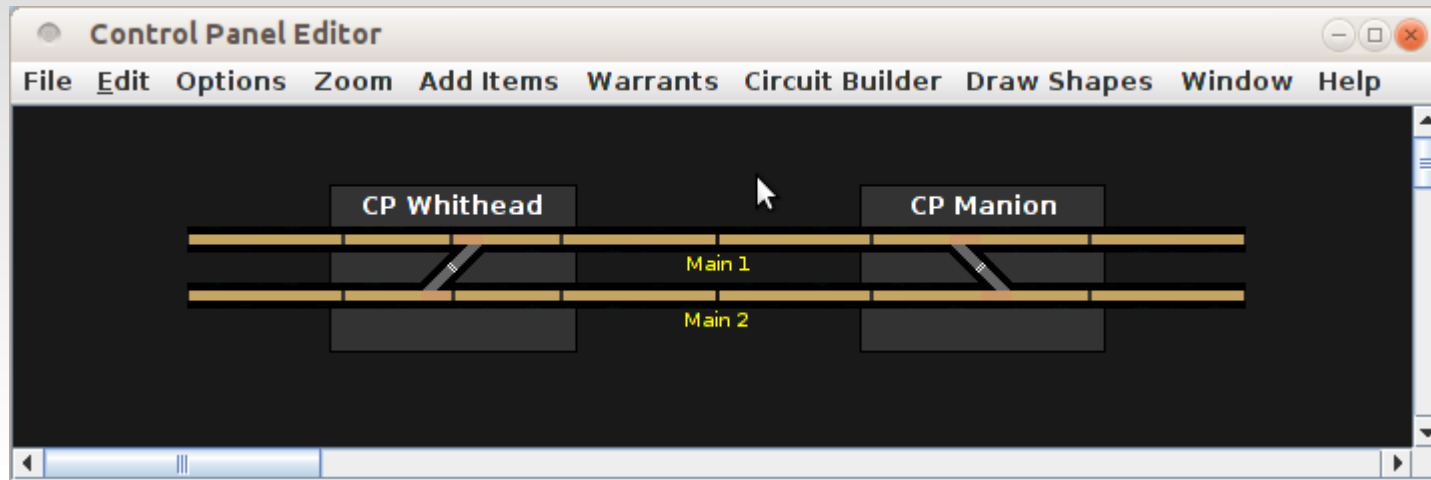 Control Panel Editor
File Edit Options Zoom Add Items Warrants Circuit Builder Draw Shapes Window Help
CP Whithead CP Manion
Main 1
Main 2